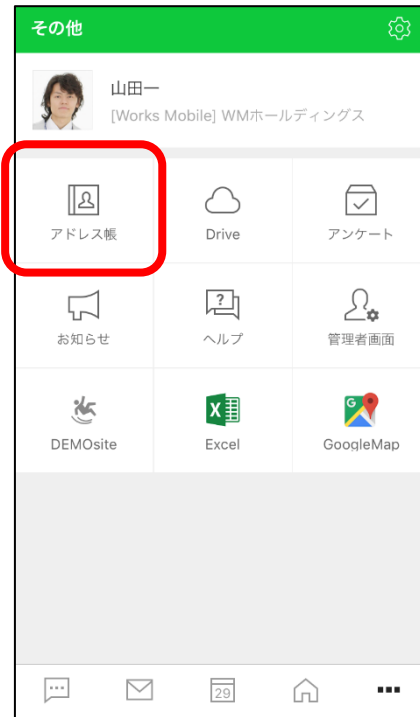 その他
山田一
[Works Mobile] WMホールディングス
アドレス帳
Drive
アンケート
お知らせ
ヘルプ
管理者画面
DEMOsite
Excel
GoogleMap
29